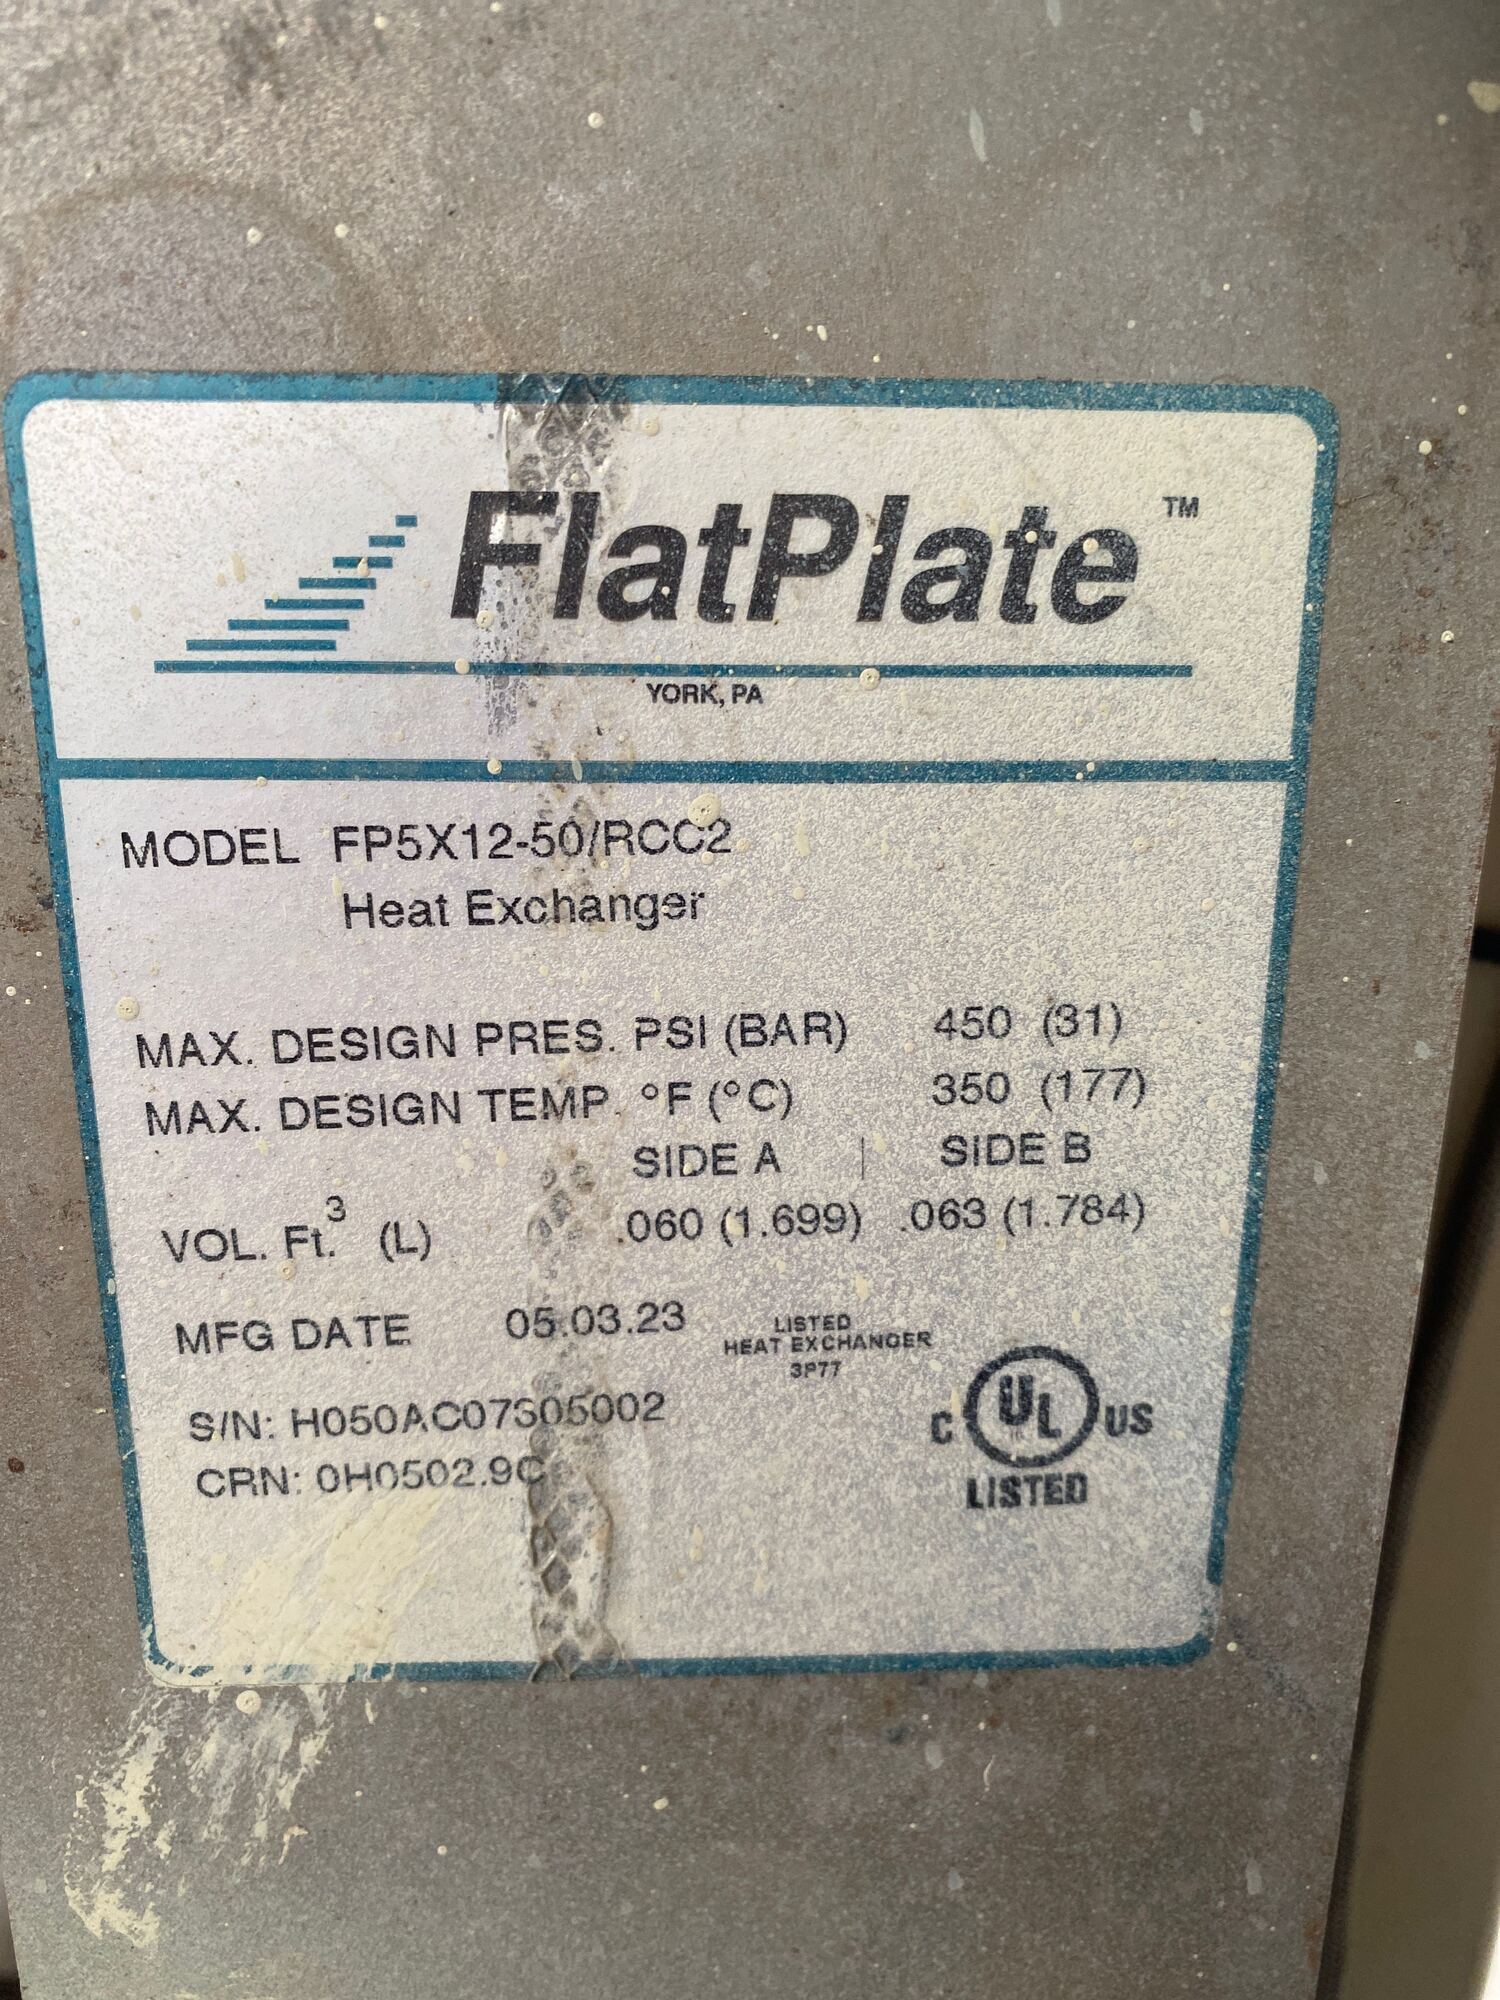 FlatPlate™
YORK, PA
MODEL FP5X12-50/RCC2
Heat Exchanger
MAX. DESIGN PRES. PSI (BAR) 450 (31)
MAX. DESIGN TEMP. °F (°C) 350 (177)
SIDE A | SIDE B
VOL. Ft.³ (L) .060 (1.699) .063 (1.784)
MFG DATE 05.03.23
LISTED
HEAT EXCHANGER
3P77
S/N: H050AC07305002
CRN: 0H0502.9C
C UL US
LISTED